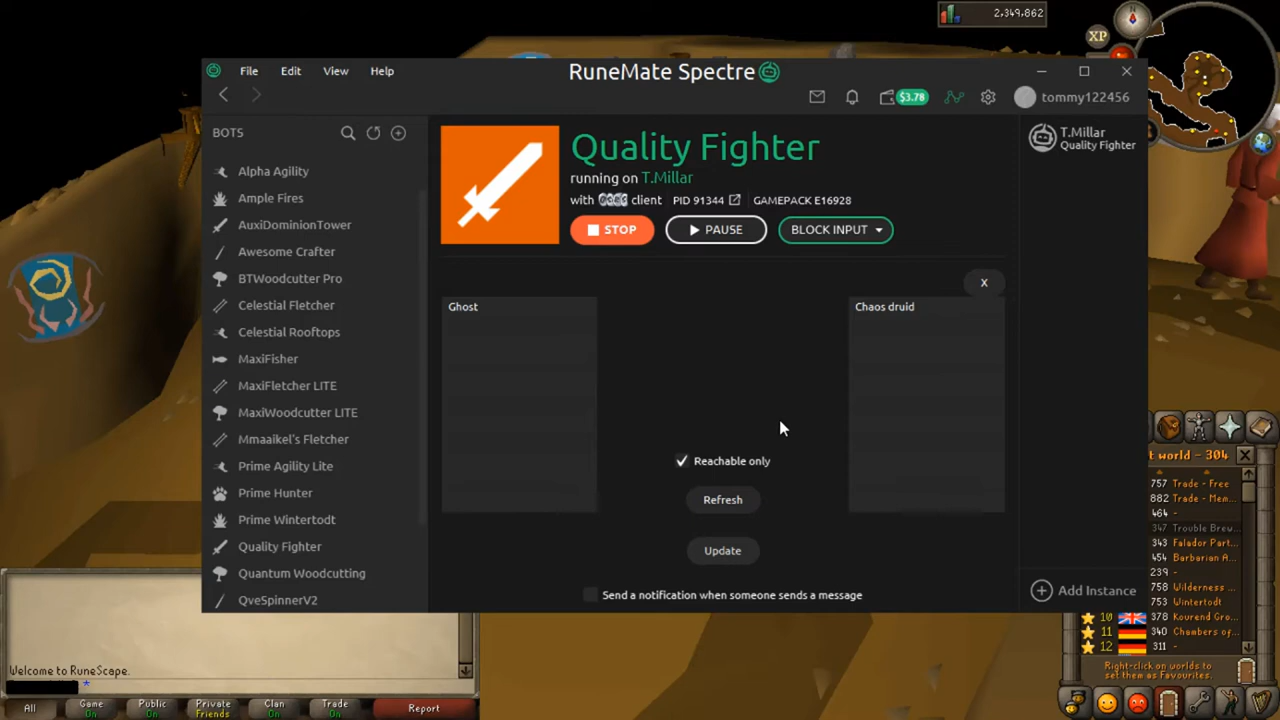 2,349,862
XP
File Edit View Help
RuneMate Spectre
$3.78
tommy122456
BOTS
Alpha Agility
Ample Fires
AuxiDominionTower
Awesome Crafter
BTWoodcutter Pro
Celestial Fletcher
Celestial Rooftops
MaxiFisher
MaxiFletcher LITE
MaxiWoodcutter LITE
Mmaaikel's Fletcher
Prime Agility Lite
Prime Hunter
Prime Wintertodt
Quality Fighter
Quantum Woodcutting
QveSpinnerV2
Quality Fighter
running on T.Millar
with client PID 91344 GAMEPACK E16928
STOP PAUSE BLOCK INPUT
X
Ghost
Chaos druid
Reachable only
Refresh
Update
Send a notification when someone sends a message
T.Millar
Quality Fighter
Add Instance
t world - 304
757 Trade - Free
882 Trade - Mem...
464 -
347 Trouble Brew...
343 Falador Part...
454 Barbarian A...
239 -
758 Wilderness ...
753 Wintertodt
10 378 Kourend Gro...
11 340 Chambers of...
12 311 -
Right-click on worlds to
set them as Favourites.
Welcome to RuneScape.
*
All
Game
On
Public
On
Private
Friends
Clan
On
Trade
On
Report